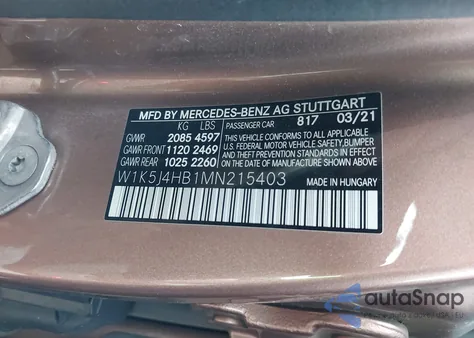 MFD BY MERCEDES-BENZ AG STUTTGART
KG LBS PASSENGER CAR 817 03/21
GVWR 2085 4597
GAWR FRONT 1120 2469
GAWR REAR 1025 2260
THIS VEHICLE CONFORMS TO ALL APPLICABLE
U.S. FEDERAL MOTOR VEHICLE SAFETY, BUMPER
AND THEFT PREVENTION STANDARDS IN EFFECT
ON THE DATE OF MANUFACTURE SHOWN ABOVE.
W1K5J4HB1MN215403 MADE IN HUNGARY
autoSnap